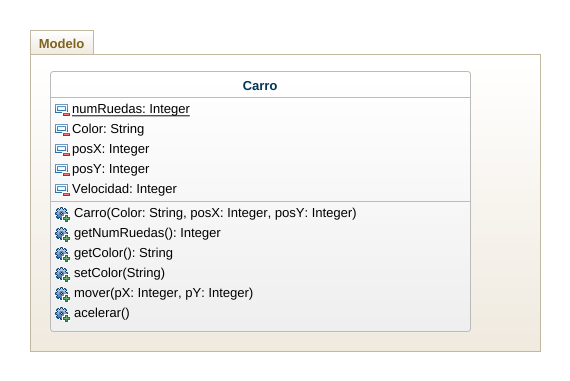 Modelo
Carro
numRuedas: Integer
Color: String
posX: Integer
posY: Integer
Velocidad: Integer
Carro(Color: String, posX: Integer, posY: Integer)
getNumRuedas(): Integer
getColor(): String
setColor(String)
mover(pX: Integer, pY: Integer)
acelerar()